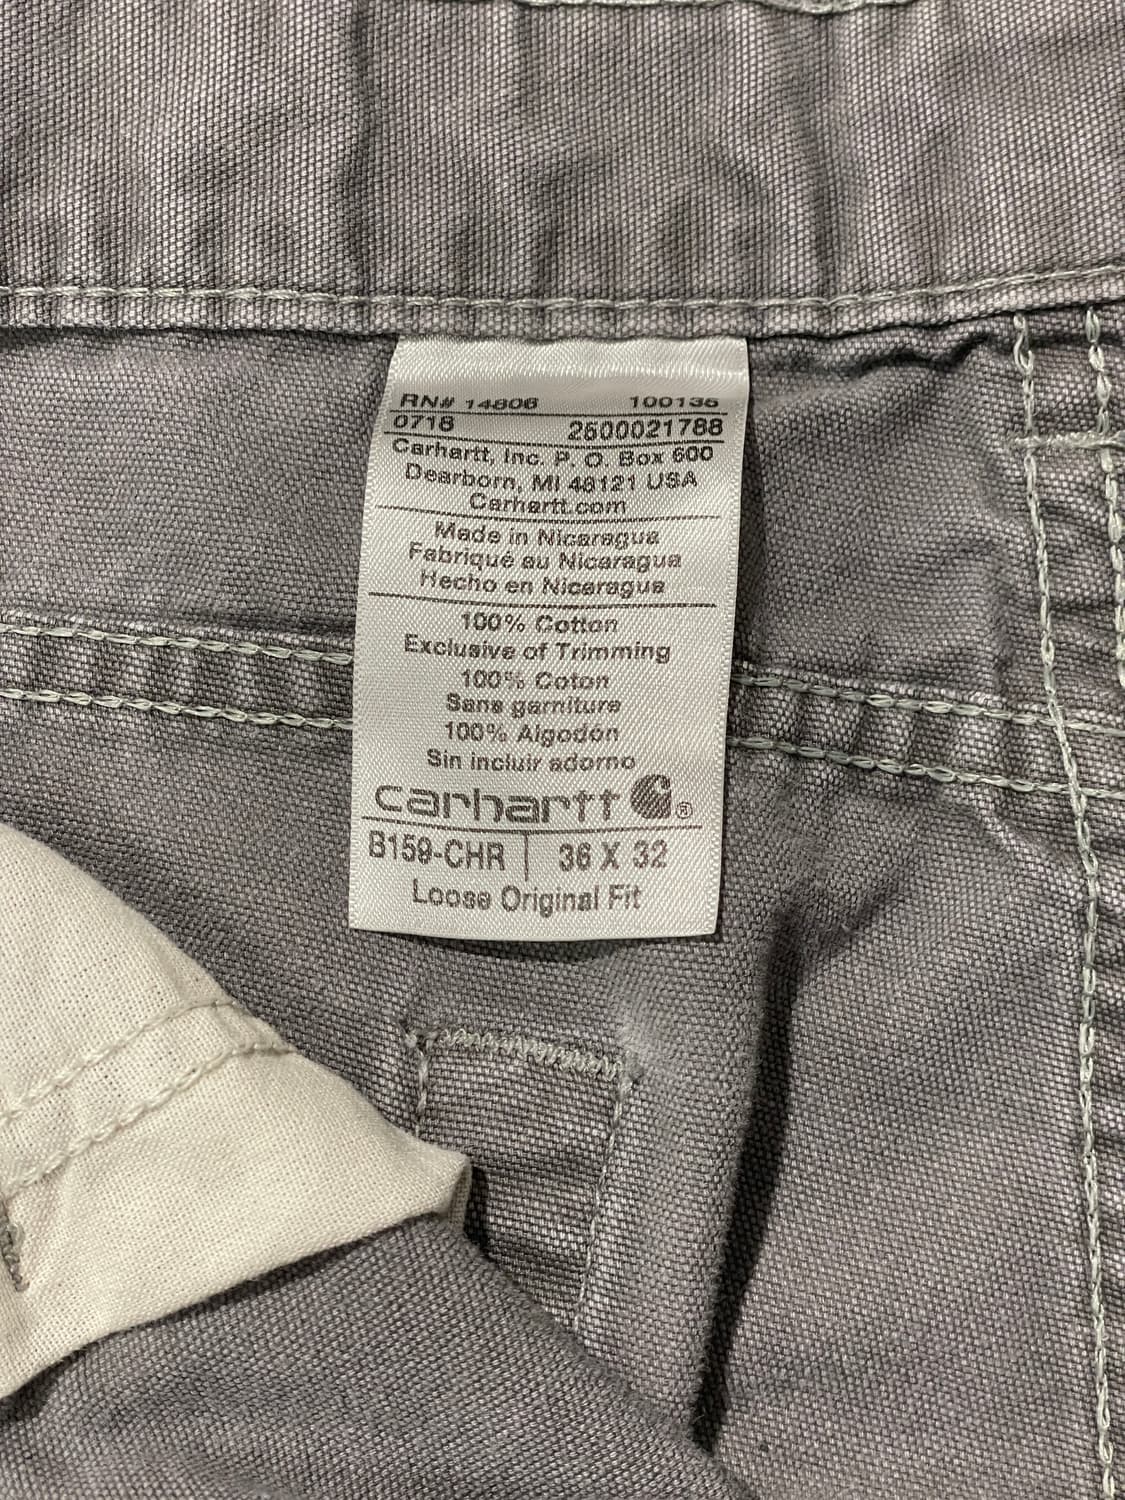 RN# 14806 100136
0718 2500021788
Carhartt, Inc. P. O. Box 600
Dearborn, MI 48121 USA
Carhartt.com
Made in Nicaragua
Fabriqué au Nicaragua
Hecho en Nicaragua
100% Cotton
Exclusive of Trimming
100% Coton
Sans garniture
100% Algodón
Sin incluir adorno
carhartt ®
B159-CHR | 36 X 32
Loose Original Fit